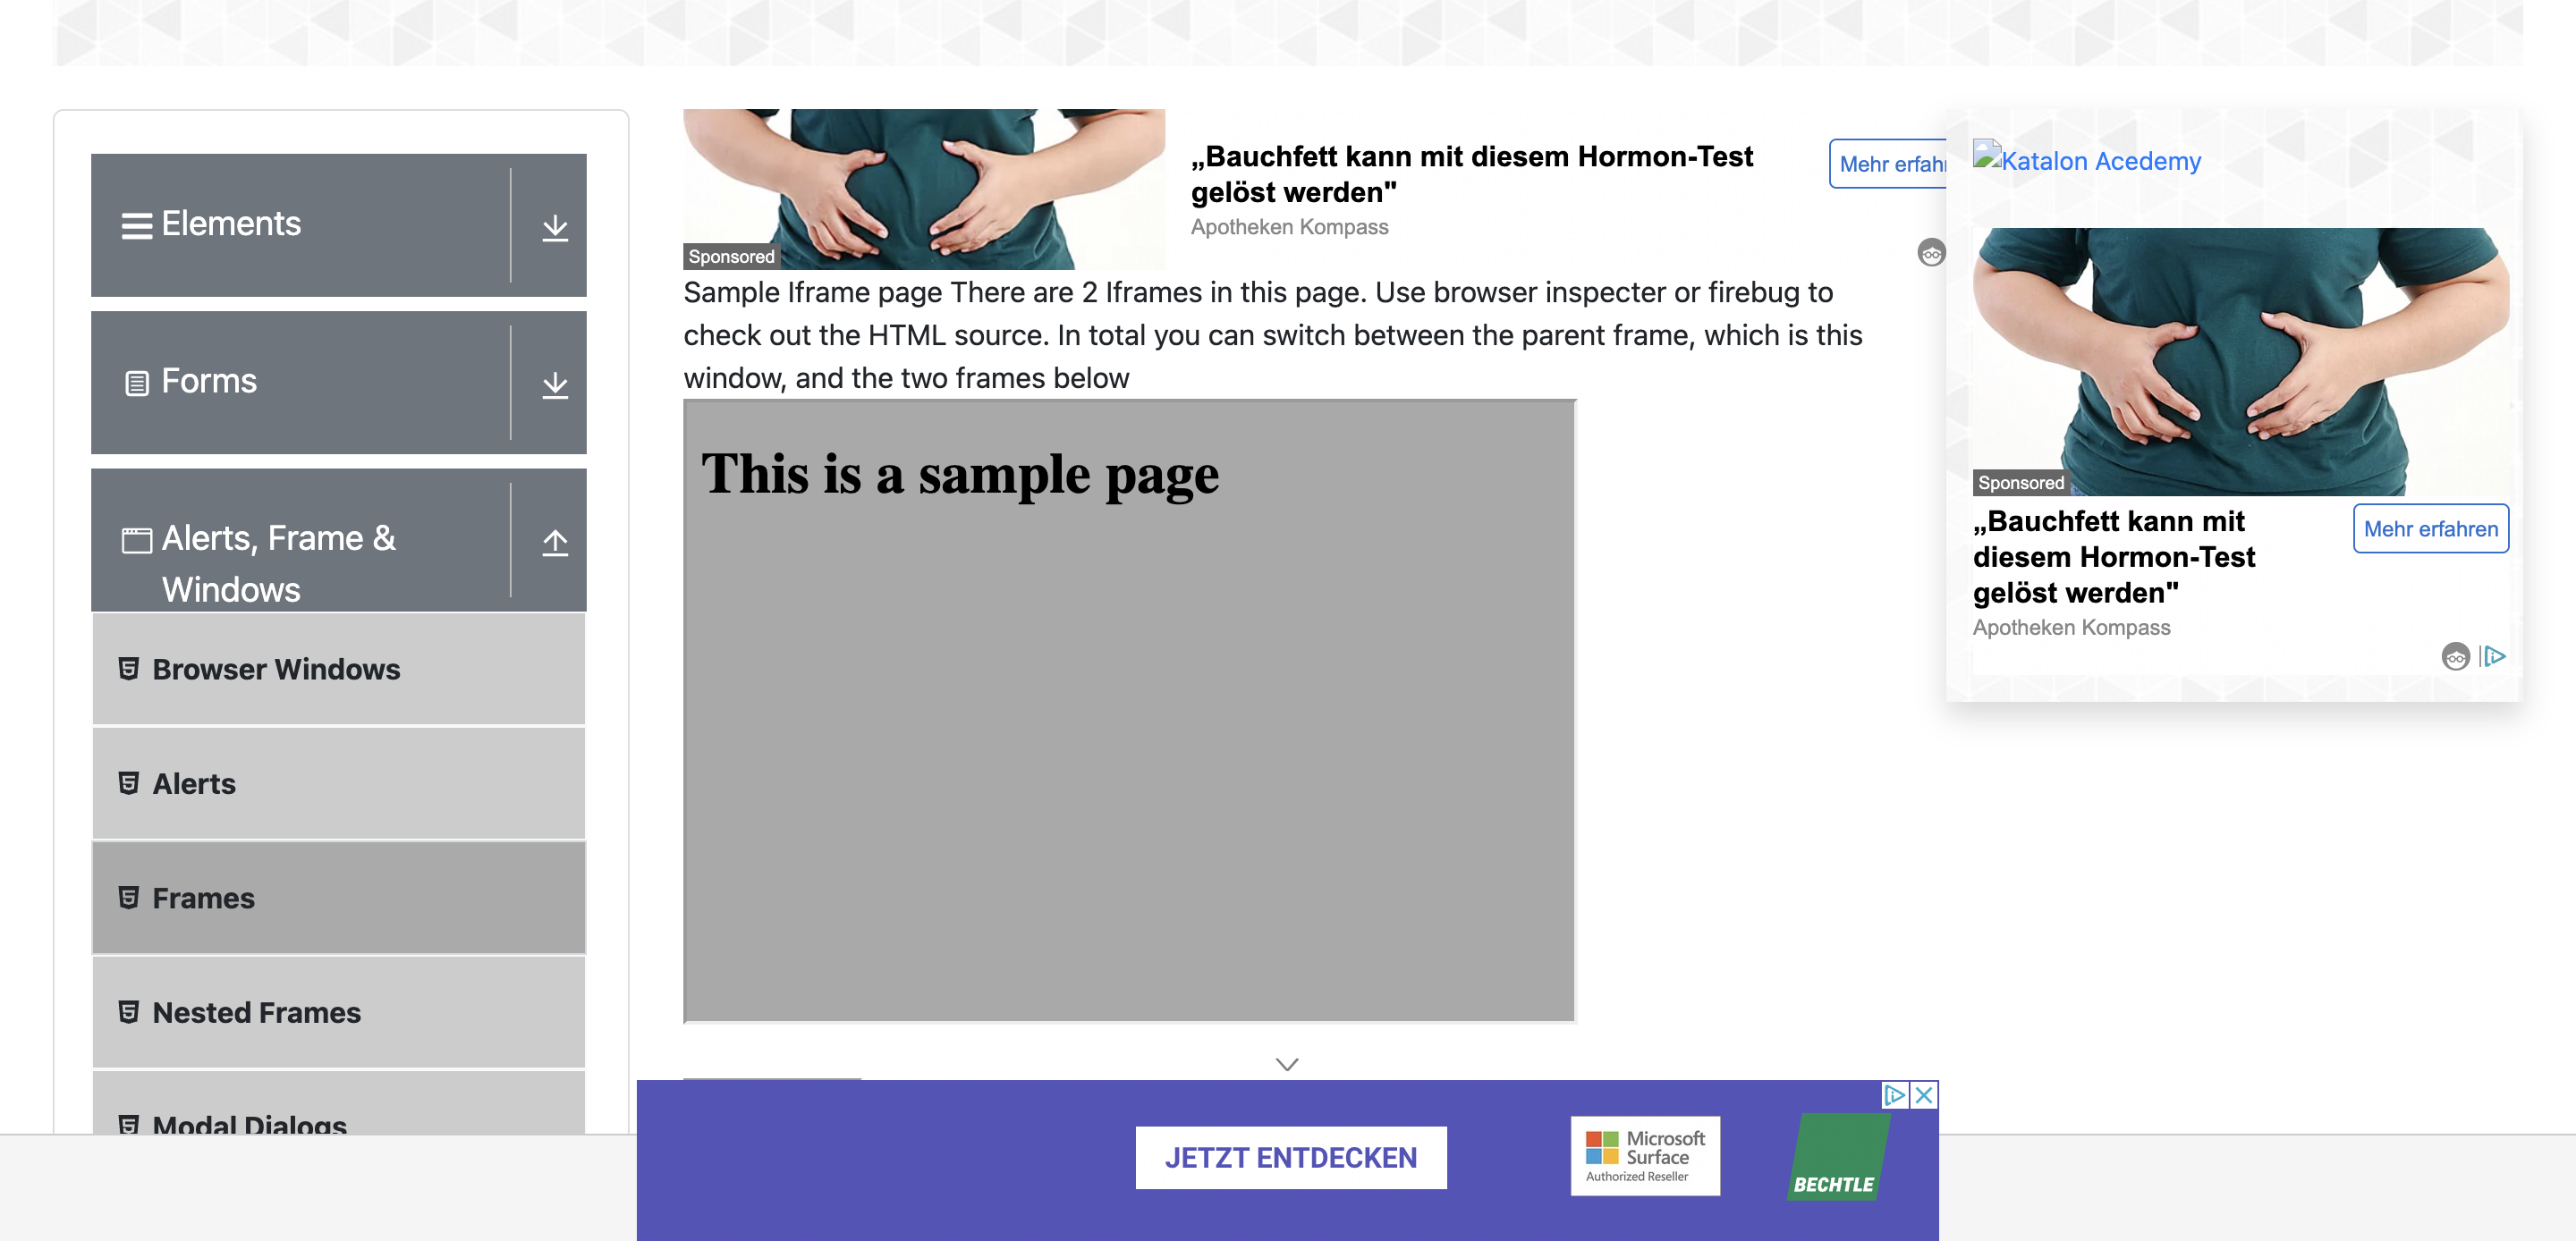 Elements
Forms
Alerts, Frame &
Windows
Browser Windows
Alerts
Frames
Nested Frames
Modal Dialogs
Sponsored
„Bauchfett kann mit diesem Hormon-Test
gelöst werden"
Apotheken Kompass
Mehr erfahr
Sample Iframe page There are 2 Iframes in this page. Use browser inspecter or firebug to
check out the HTML source. In total you can switch between the parent frame, which is this
window, and the two frames below
This is a sample page
Katalon Acedemy
Sponsored
„Bauchfett kann mit
diesem Hormon-Test
gelöst werden"
Apotheken Kompass
Mehr erfahren
JETZT ENTDECKEN
Microsoft
Surface
Authorized Reseller
BECHTLE